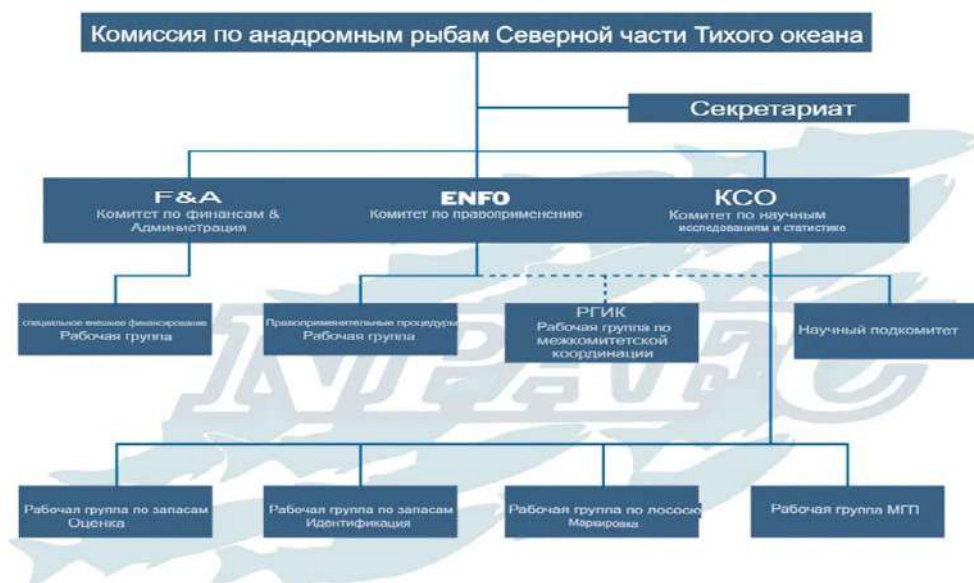 Комиссия по анадромным рыбам Северной части Тихого океана
Секретариат
F&A
Комитет по финансам &
Администрация
ENFO
Комитет по правоприменению
КСО
Комитет по научным
исследованиям и статистике
специальное внешнее финансирование
Рабочая группа
Правоприменительные процедуры
Рабочая группа
РГИК
Рабочая группа по
межкомитетской
координации
Научный подкомитет
NPAFC
Рабочая группа по запасам
Оценка
Рабочая группа по запасам
Идентификация
Рабочая группа по лососю
Маркировка
Рабочая группа МГП